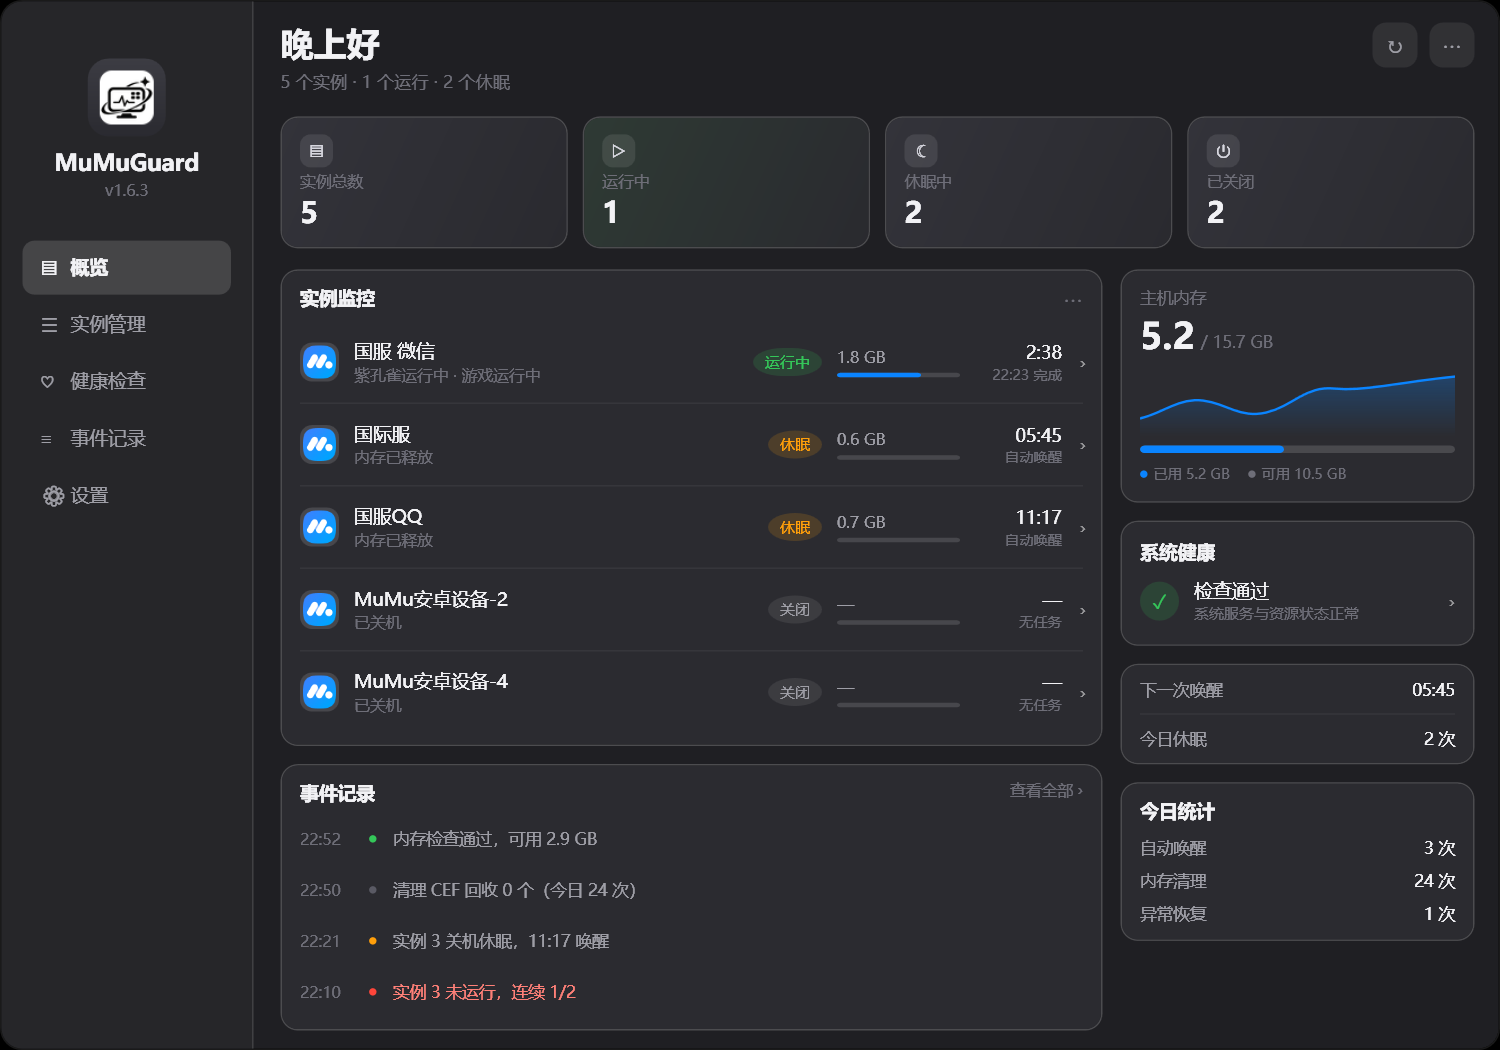 MuMuGuard
v1.6.3
概览
实例管理
健康检查
事件记录
设置
晚上好
5 个实例 · 1 个运行 · 2 个休眠
实例总数
5
运行中
1
休眠中
2
已关闭
2
实例监控
国服 微信
紫孔雀运行中 · 游戏运行中
运行中
1.8 GB
2:38
22:23 完成
国际服
内存已释放
休眠
0.6 GB
05:45
自动唤醒
国服QQ
内存已释放
休眠
0.7 GB
11:17
自动唤醒
MuMu安卓设备-2
已关机
关闭
—
—
无任务
MuMu安卓设备-4
已关机
关闭
—
—
无任务
事件记录
查看全部 ›
22:52 内存检查通过，可用 2.9 GB
22:50 清理 CEF 回收 0 个（今日 24 次）
22:21 实例 3 关机休眠，11:17 唤醒
22:10 实例 3 未运行，连续 1/2
主机内存
5.2 / 15.7 GB
已用 5.2 GB 可用 10.5 GB
系统健康
检查通过
系统服务与资源状态正常
下一次唤醒 05:45
今日休眠 2 次
今日统计
自动唤醒 3 次
内存清理 24 次
异常恢复 1 次